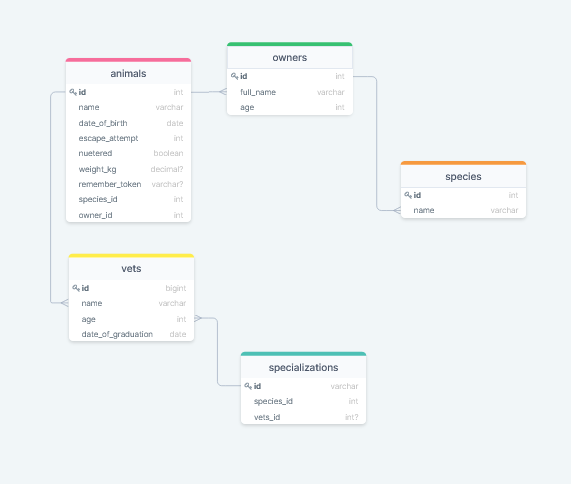 animals
id int
name varchar
date_of_birth date
escape_attempt int
nuetered boolean
weight_kg decimal?
remember_token varchar?
species_id int
owner_id int
owners
id int
full_name varchar
age int
species
id int
name varchar
vets
id bigint
name varchar
age int
date_of_graduation date
specializations
id varchar
species_id int
vets_id int?